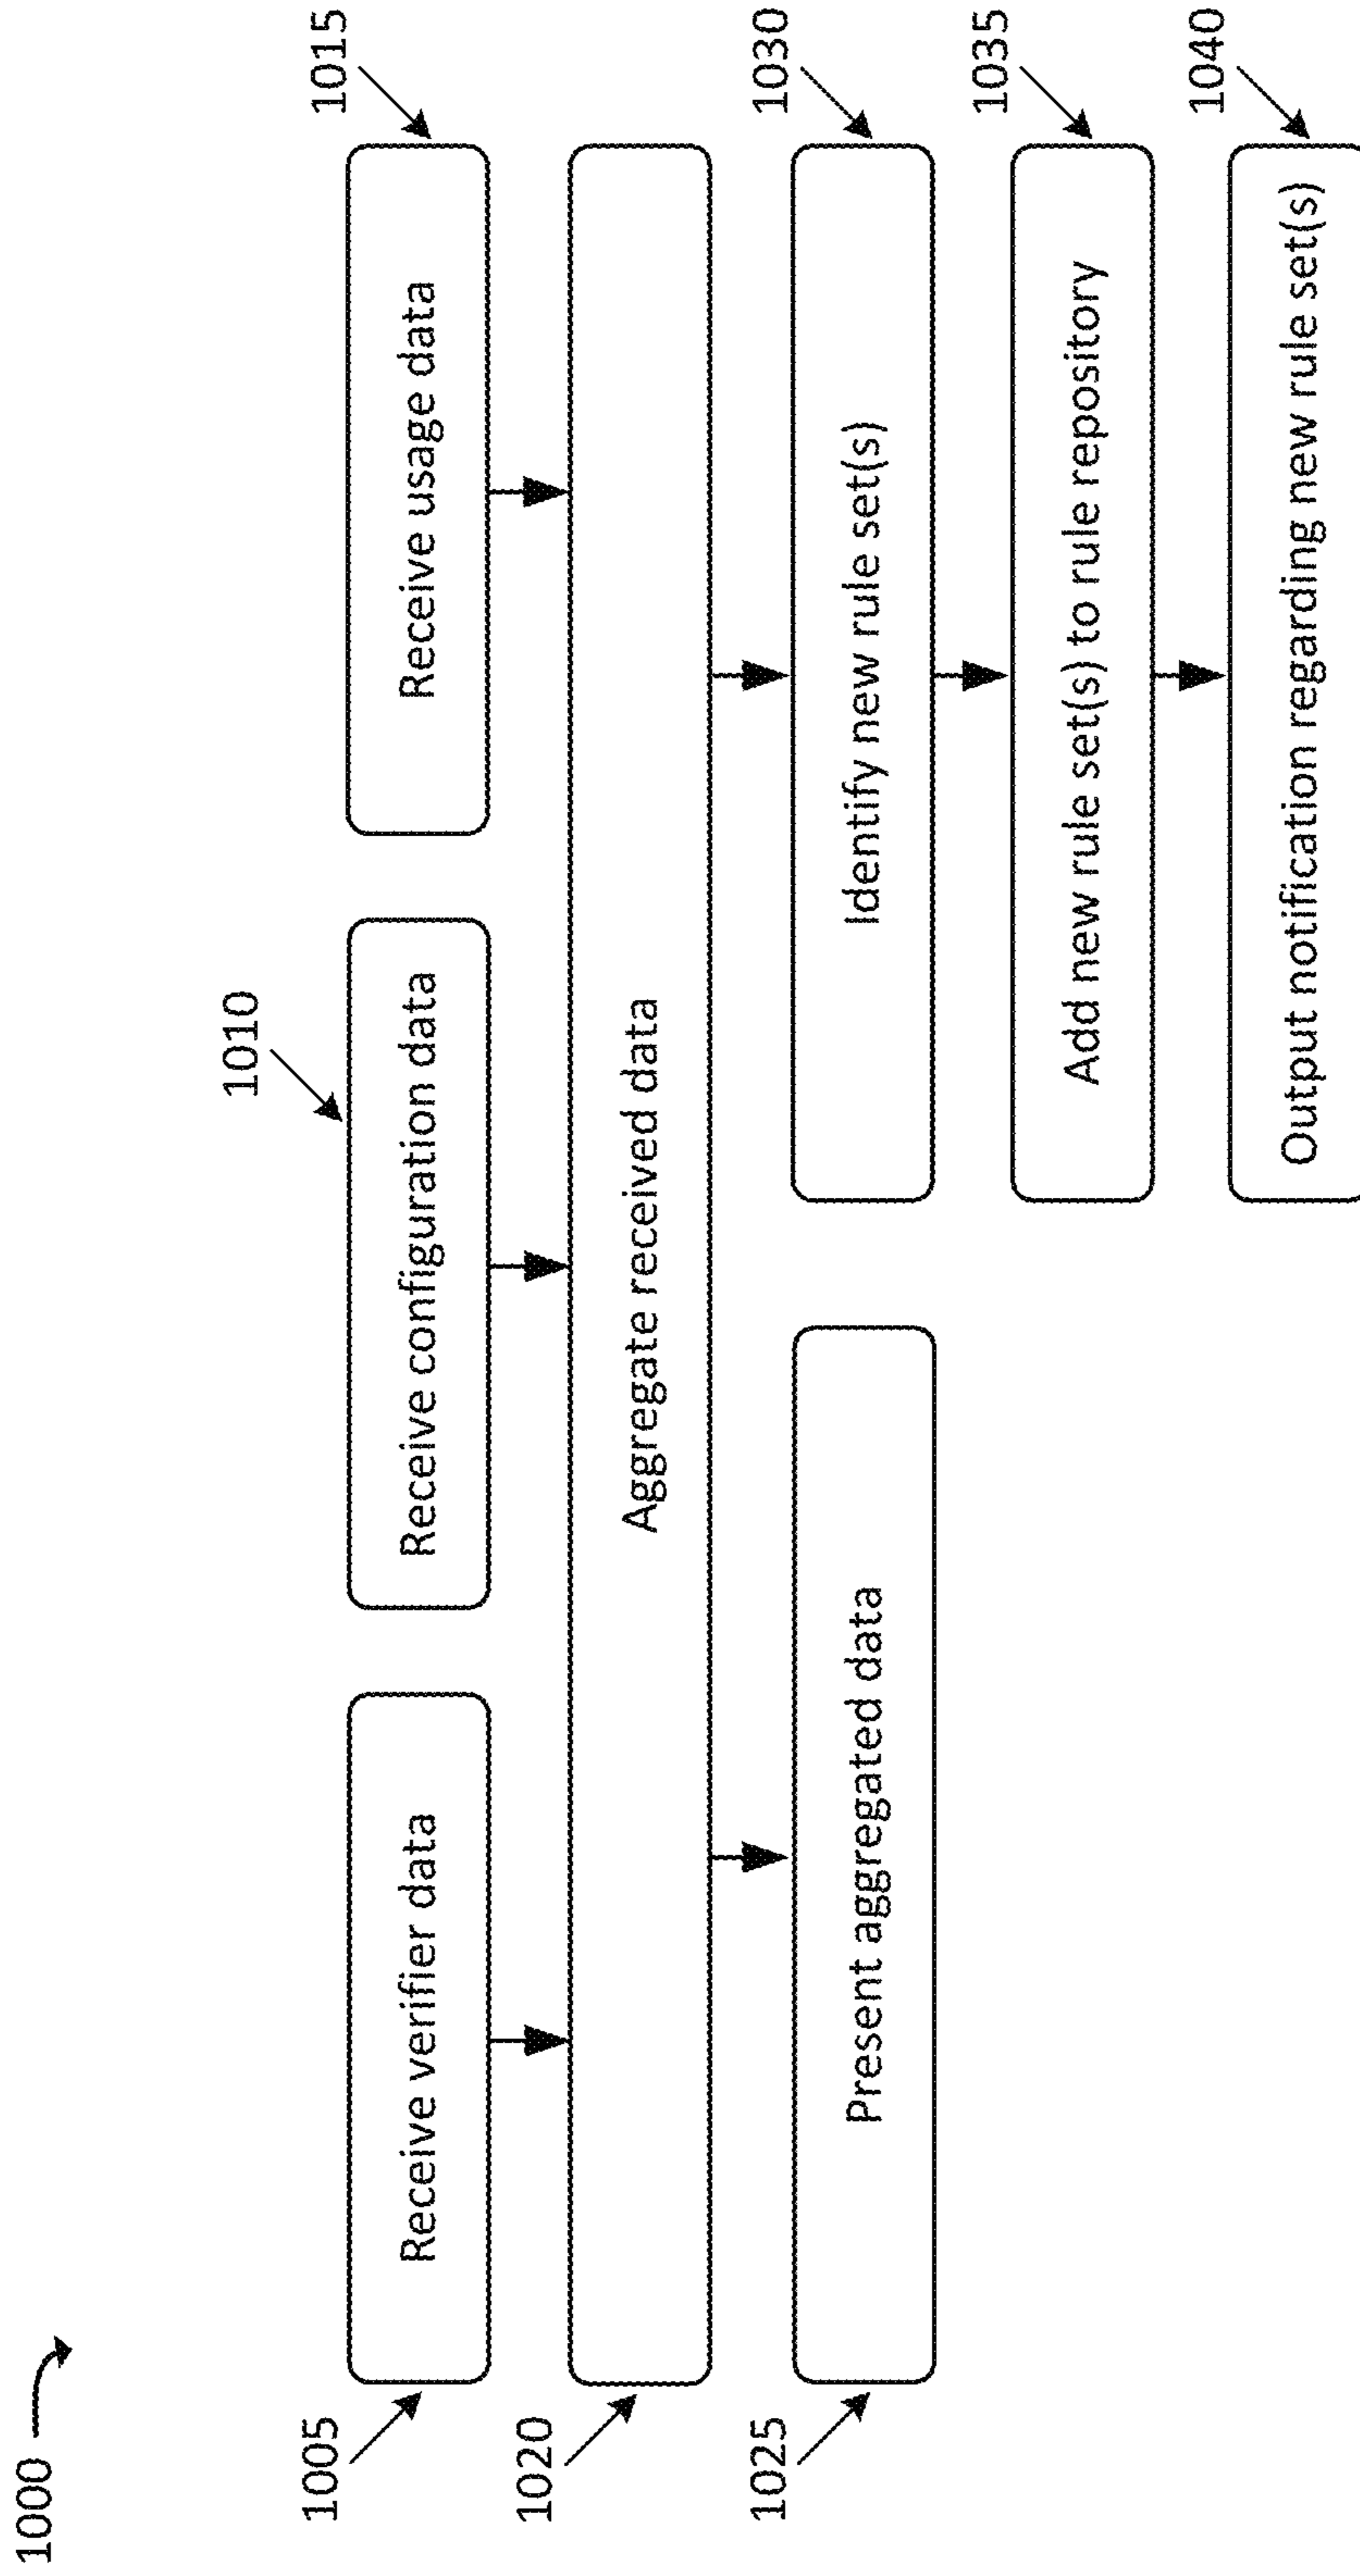 1000
1005
Receive verifier data
1010
Receive configuration data
1015
Receive usage data
1020
Aggregate received data
1025
Present aggregated data
1030
Identify new rule set(s)
1035
Add new rule set(s) to rule repository
1040
Output notification regarding new rule set(s)